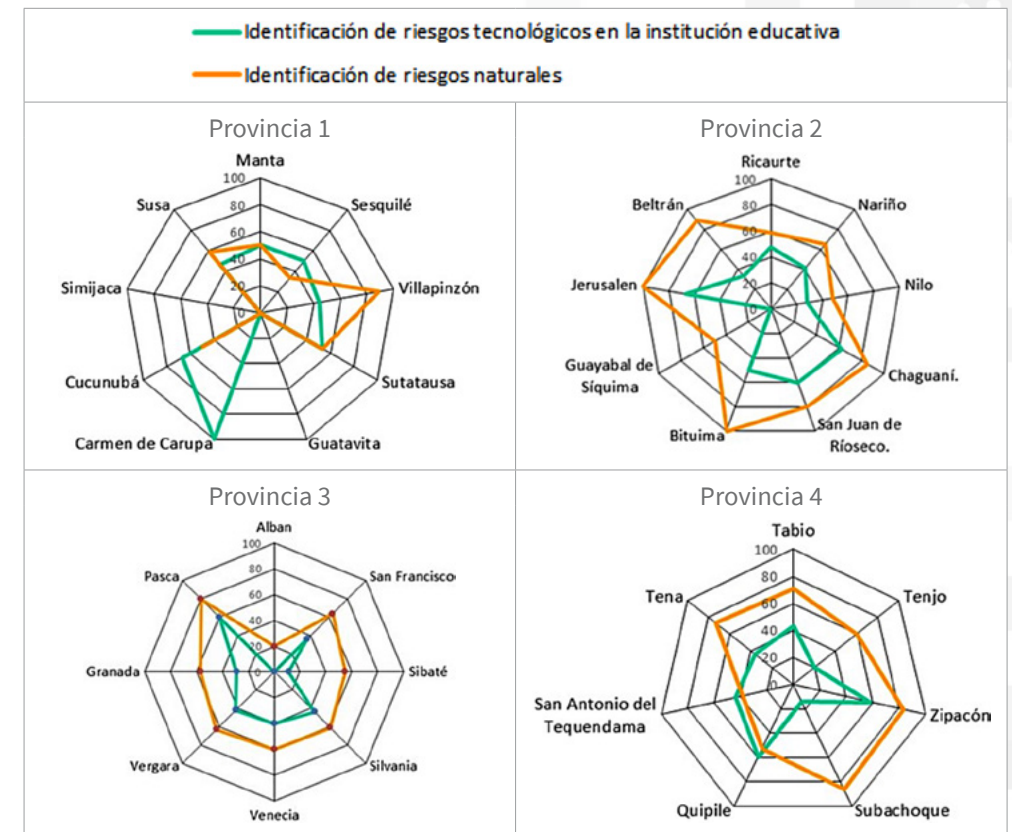 Identificación de riesgos tecnológicos en la institución educativa
Identificación de riesgos naturales
Provincia 1
Manta
100
80
60
40
20
0
Sesquilé
Villapinzón
Sutatausa
Guatavita
Carmen de Carupa
Cucunubá
Simijaca
Susa
Provincia 2
Ricaurte
100
80
60
40
20
0
Nariño
Nilo
Chaguaní.
San Juan de
Ríoseco.
Bituima
Guayabal de
Síquima
Jerusalen
Beltrán
Provincia 3
Alban
100
80
60
40
20
0
San Francisco
Sibaté
Silvania
Venecia
Vergara
Granada
Pasca
Provincia 4
Tabio
100
80
60
40
20
0
Tenjo
Zipacón
Subachoque
Quipile
San Antonio del
Tequendama
Tena